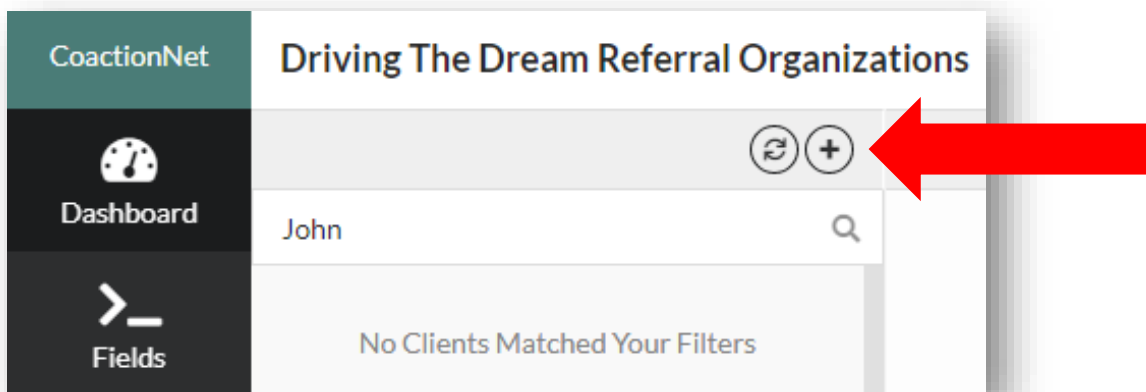 CoactionNet
Driving The Dream Referral Organizations
Dashboard
John
Fields
No Clients Matched Your Filters